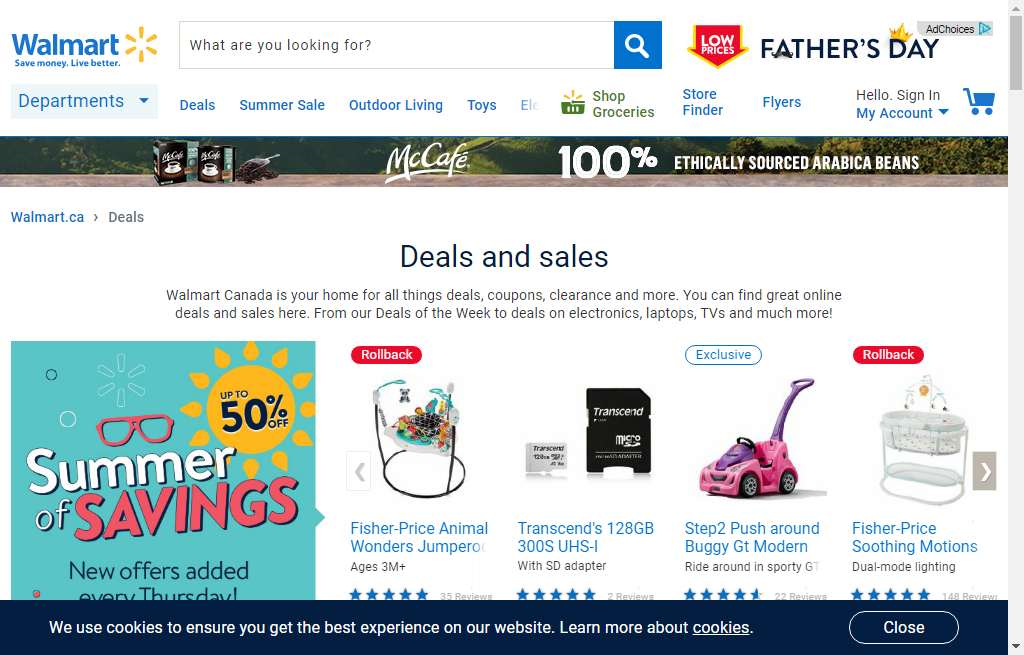 Walmart
Save money. Live better.
What are you looking for?
LOW PRICES
FATHER'S DAY
AdChoices
Departments
Deals
Summer Sale
Outdoor Living
Toys
Ele
Shop Groceries
Store Finder
Flyers
Hello. Sign In
My Account
McCafé
McCafé
McCafé
100% ETHICALLY SOURCED ARABICA BEANS
Walmart.ca › Deals
Deals and sales
Walmart Canada is your home for all things deals, coupons, clearance and more. You can find great online
deals and sales here. From our Deals of the Week to deals on electronics, laptops, TVs and much more!
UP TO
50% OFF
Summer
of SAVINGS
New offers added
every Thursday!
Rollback
Fisher-Price Animal
Wonders Jumperoo
Ages 3M+
35 Reviews
Transcend
micro
microSD ADAPTER
Transcend
128GB
Transcend's 128GB
300S UHS-I
With SD adapter
2 Reviews
Exclusive
Step2 Push around
Buggy Gt Modern
Ride around in sporty GT
22 Reviews
Rollback
Fisher-Price
Soothing Motions
Dual-mode lighting
148 Reviews
We use cookies to ensure you get the best experience on our website. Learn more about cookies.
Close